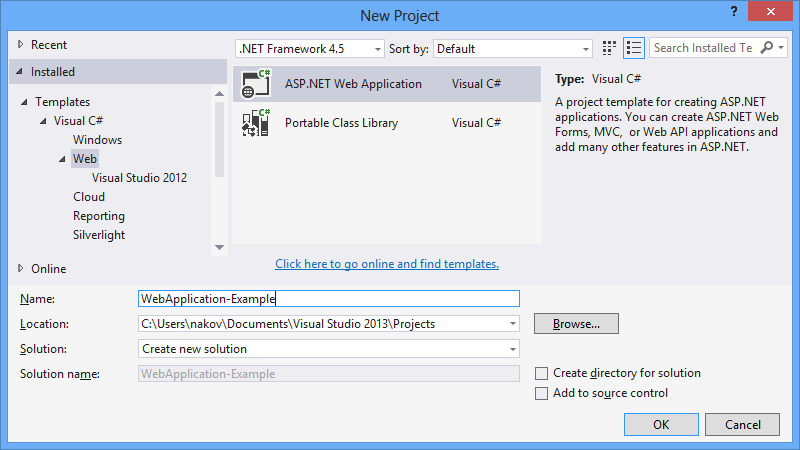 New Project
?
Recent
.NET Framework 4.5
Sort by:
Default
Search Installed Te
Installed
Templates
Visual C#
Windows
Web
Visual Studio 2012
Cloud
Reporting
Silverlight
Online
C#
ASP.NET Web Application
Visual C#
C#
Portable Class Library
Visual C#
Click here to go online and find templates.
Type: Visual C#
A project template for creating ASP.NET
applications. You can create ASP.NET Web
Forms, MVC, or Web API applications and
add many other features in ASP.NET.
Name:
WebApplication-Example
Location:
C:\Users\nakov\Documents\Visual Studio 2013\Projects
Browse...
Solution:
Create new solution
Solution name:
WebApplication-Example
Create directory for solution
Add to source control
OK
Cancel